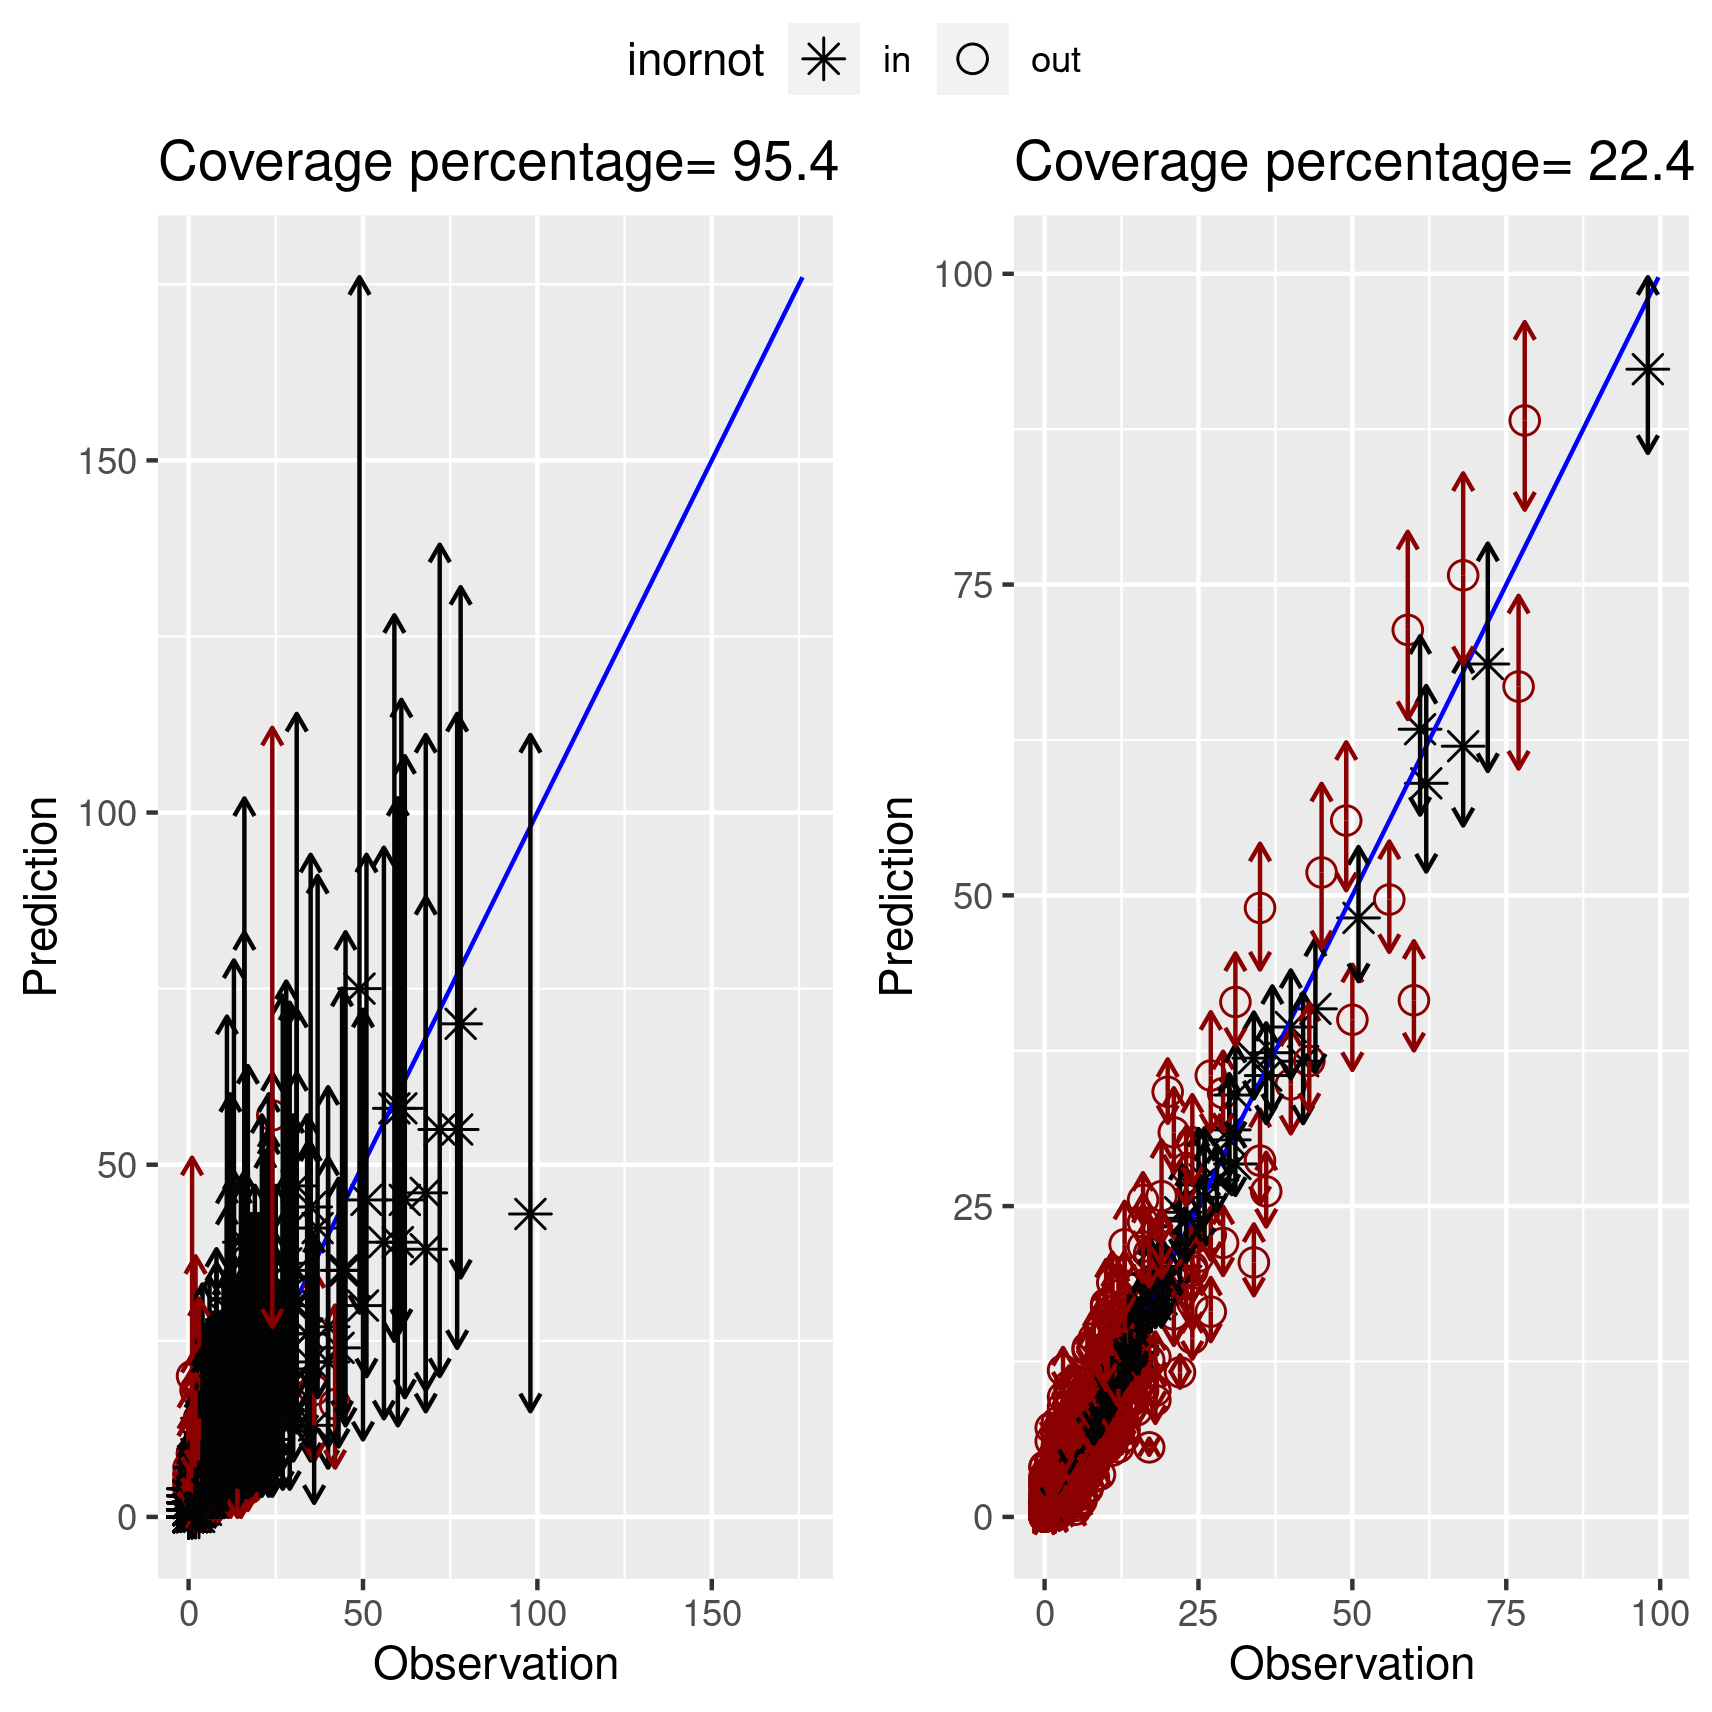 inornot in out
Coverage percentage= 95.4
Coverage percentage= 22.4
Prediction
150
100
50
0
0 50 100 150
Observation
Prediction
100
75
50
25
0
0 25 50 75 100
Observation